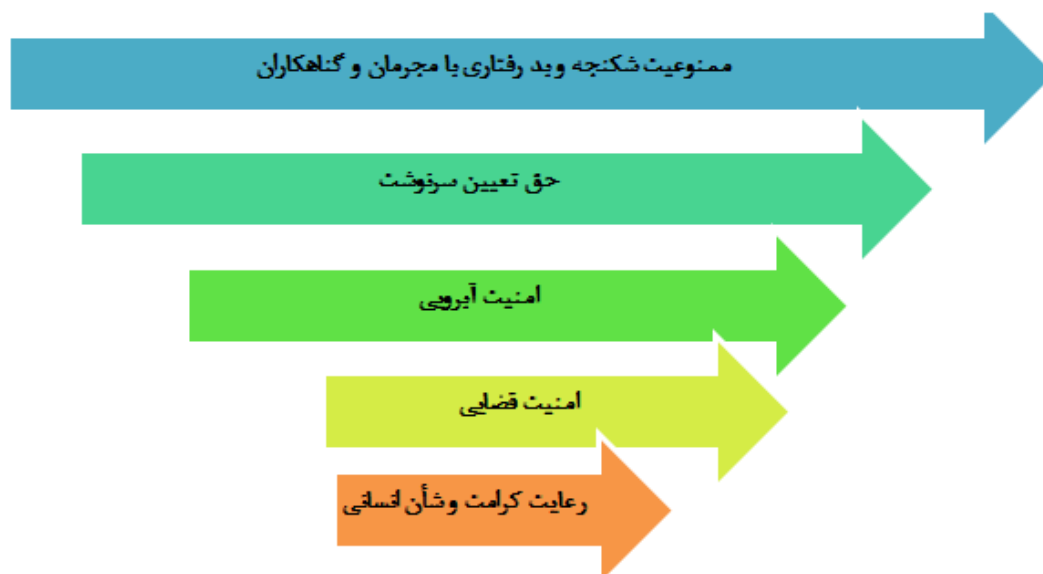 ممنوعیت شکنجه و بد رفتاری با مجرمان و گناهکاران
حق تعیین سرنوشت
امنیت آبرویی
امنیت قضایی
رعایت کرامت و شأن انسانی